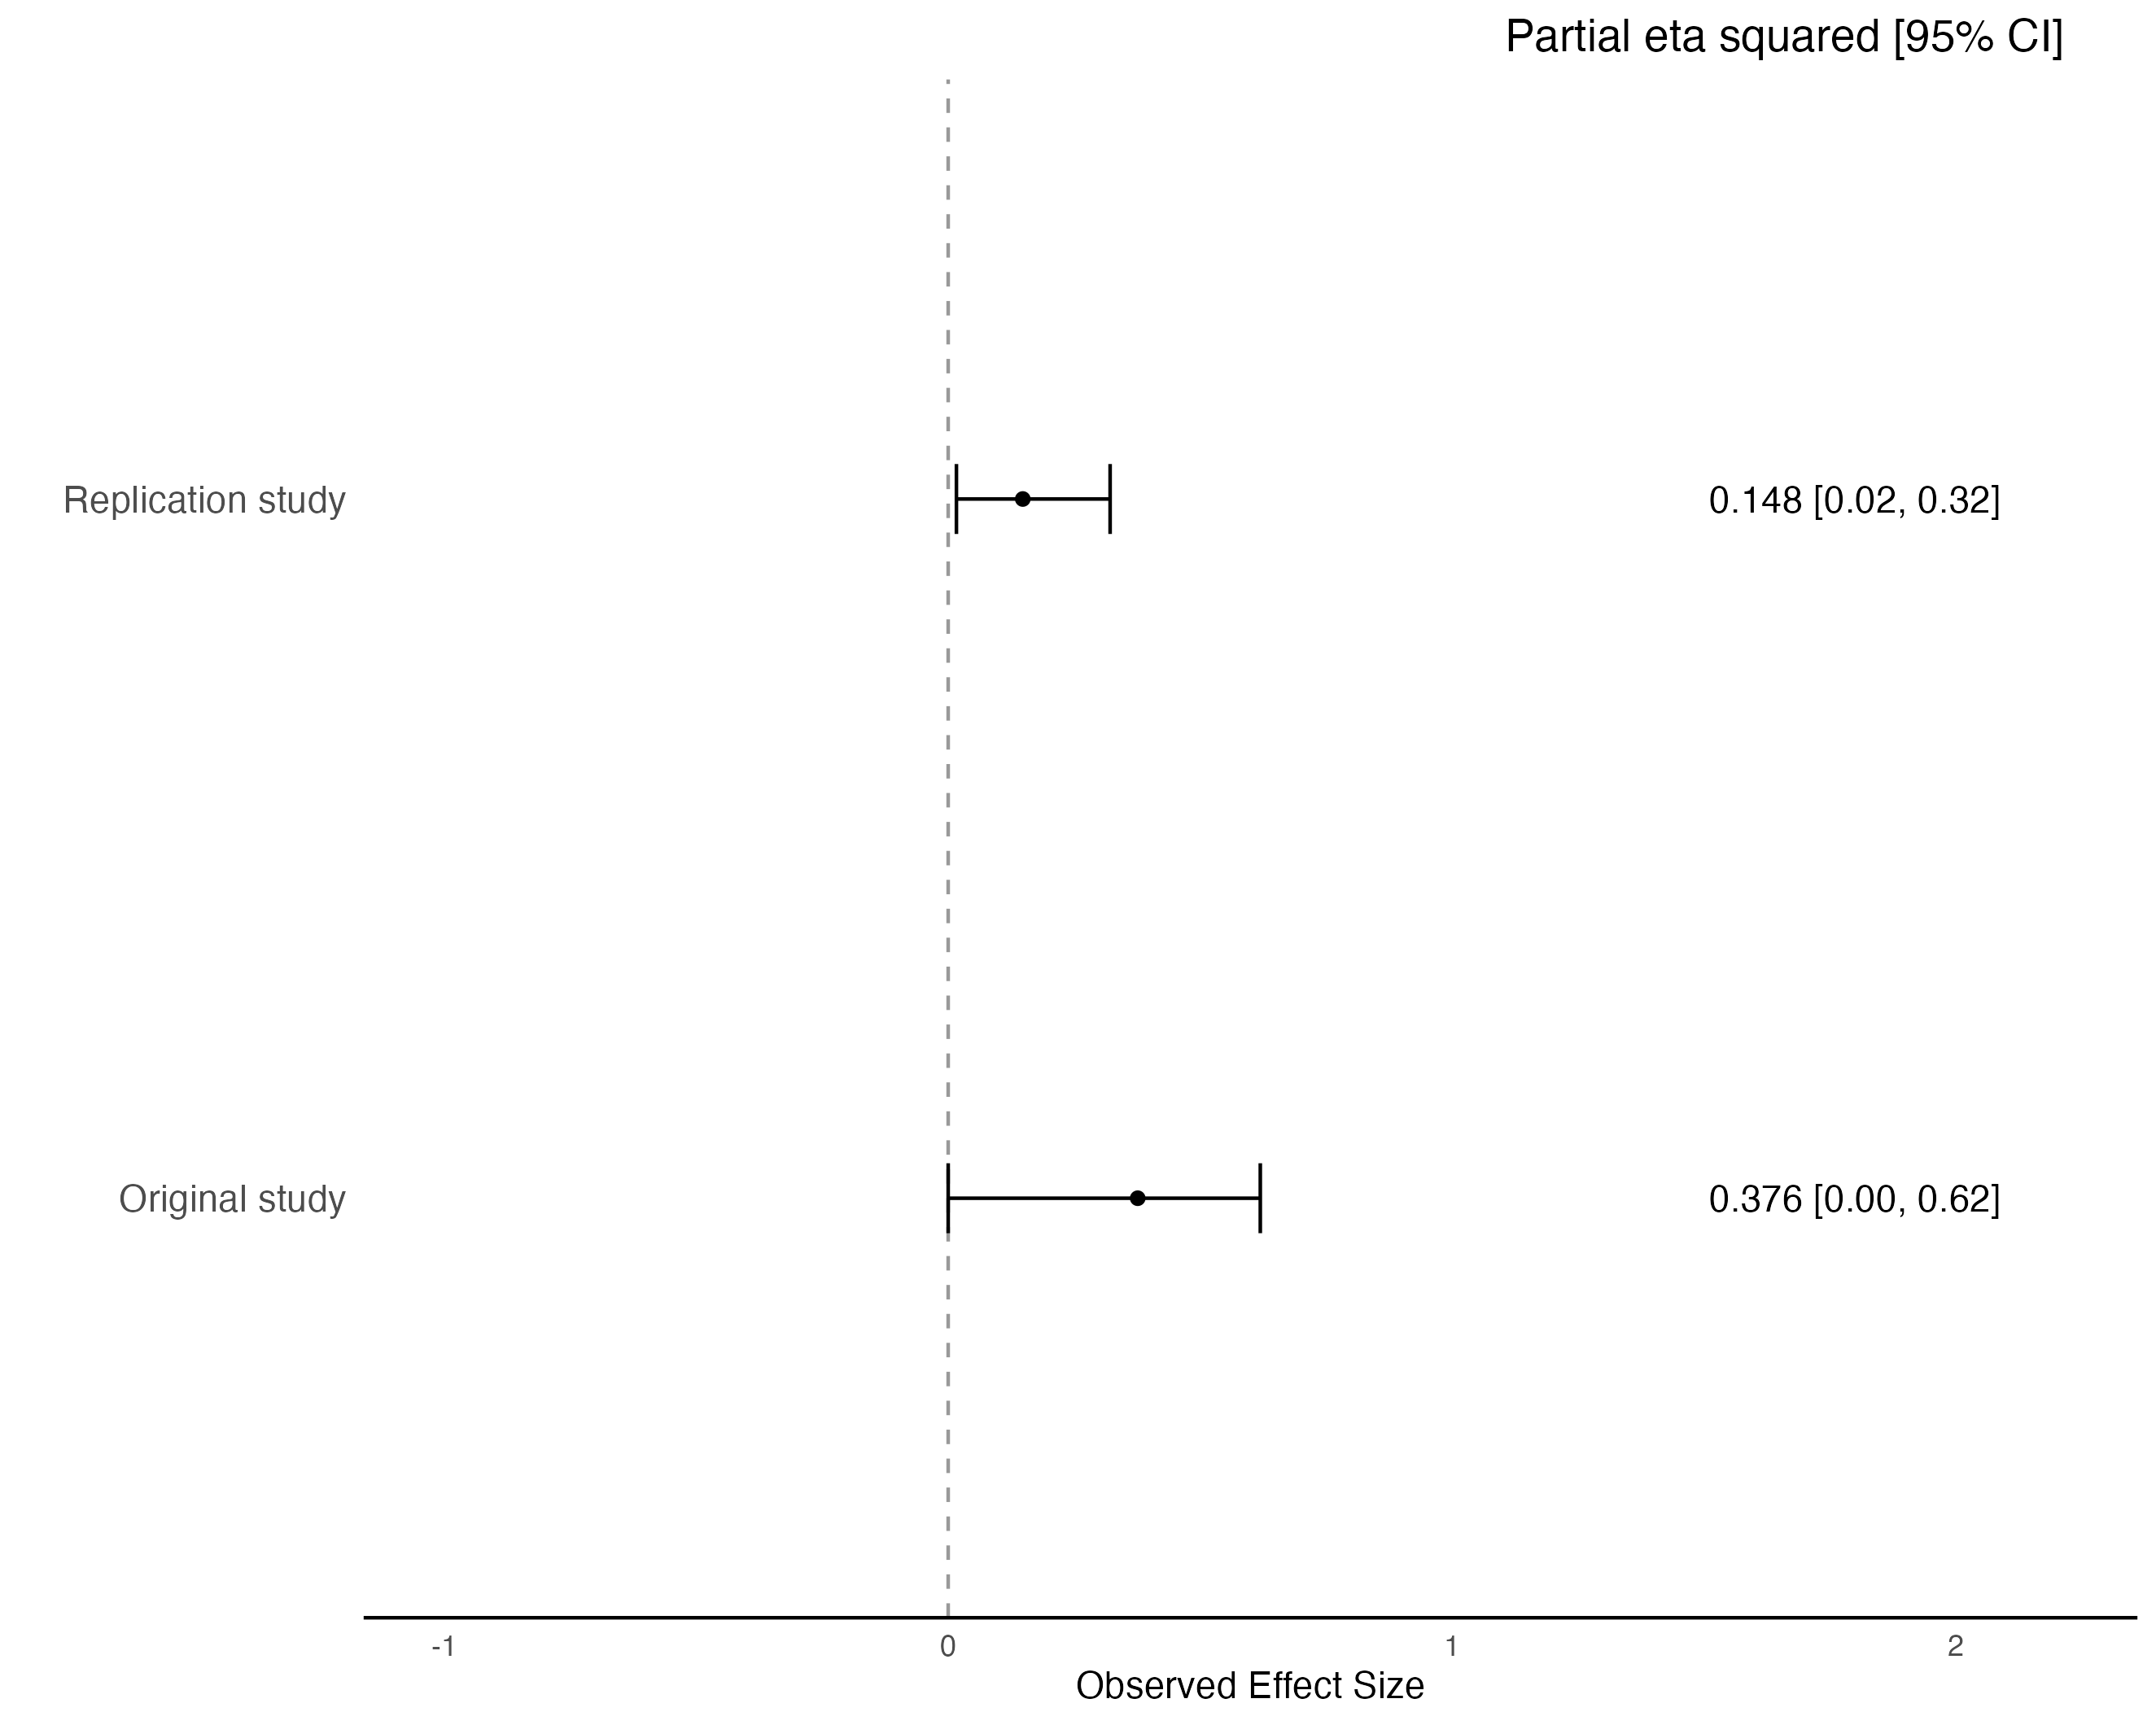 Partial eta squared [95% CI]
Replication study 0.148 [0.02, 0.32]
Original study 0.376 [0.00, 0.62]
-1 0 1 2
Observed Effect Size